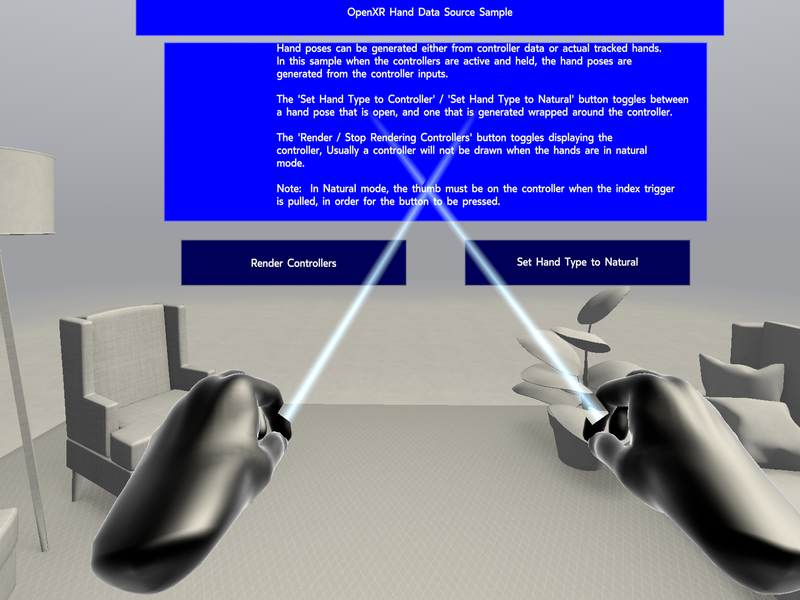 OpenXR Hand Data Source Sample
Hand poses can be generated either from controller data or actual tracked hands.
In this sample when the controllers are active and held, the hand poses are
generated from the controller inputs.
The 'Set Hand Type to Controller' / 'Set Hand Type to Natural' button toggles between
a hand pose that is open, and one that is generated wrapped around the controller.
The 'Render / Stop Rendering Controllers' button toggles displaying the
controller, Usually a controller will not be drawn when the hands are in natural
mode.
Note: In Natural mode, the thumb must be on the controller when the index trigger
is pulled, in order for the button to be pressed.
Render Controllers
Set Hand Type to Natural